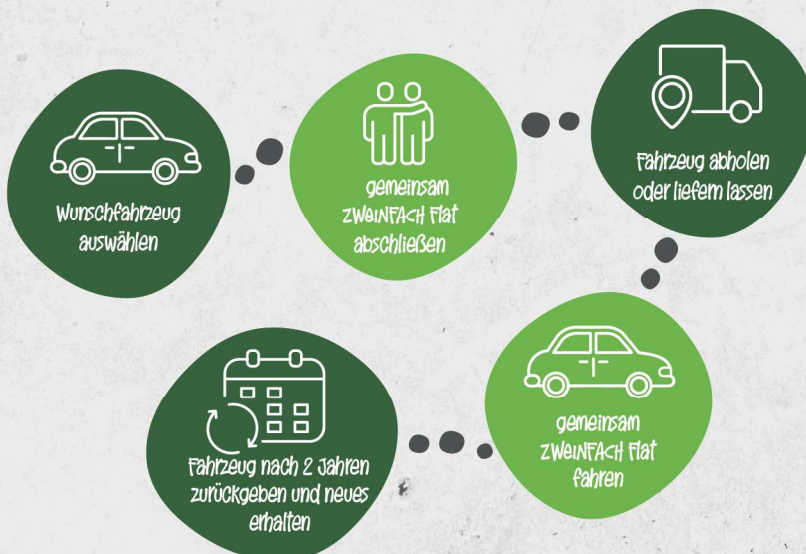 Wunschfahrzeug
auswählen
gemeinsam
ZWEINFACH Flat
abschließen
Fahrzeug abholen
oder liefern lassen
gemeinsam
ZWEINFACH Flat
fahren
Fahrzeug nach 2 Jahren
zurückgeben und neues
erhalten